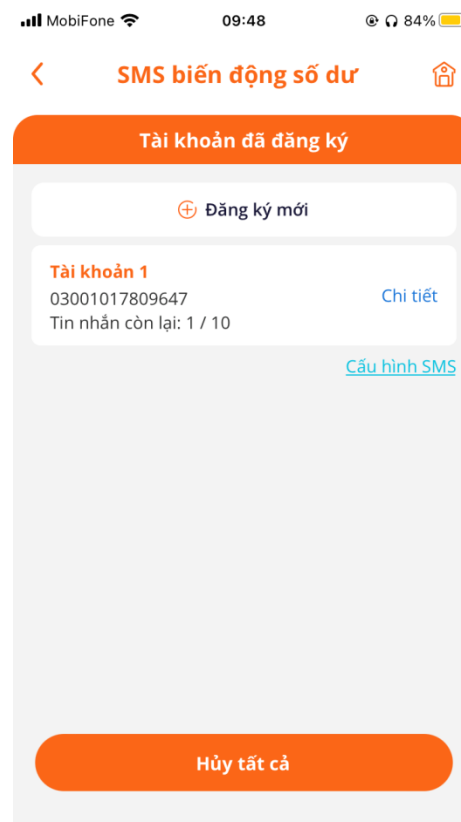 MobiFone 09:48 84%
SMS biến động số dư
Tài khoản đã đăng ký
Đăng ký mới
Tài khoản 1
03001017809647
Chi tiết
Tin nhắn còn lại: 1 / 10
Cấu hình SMS
Hủy tất cả